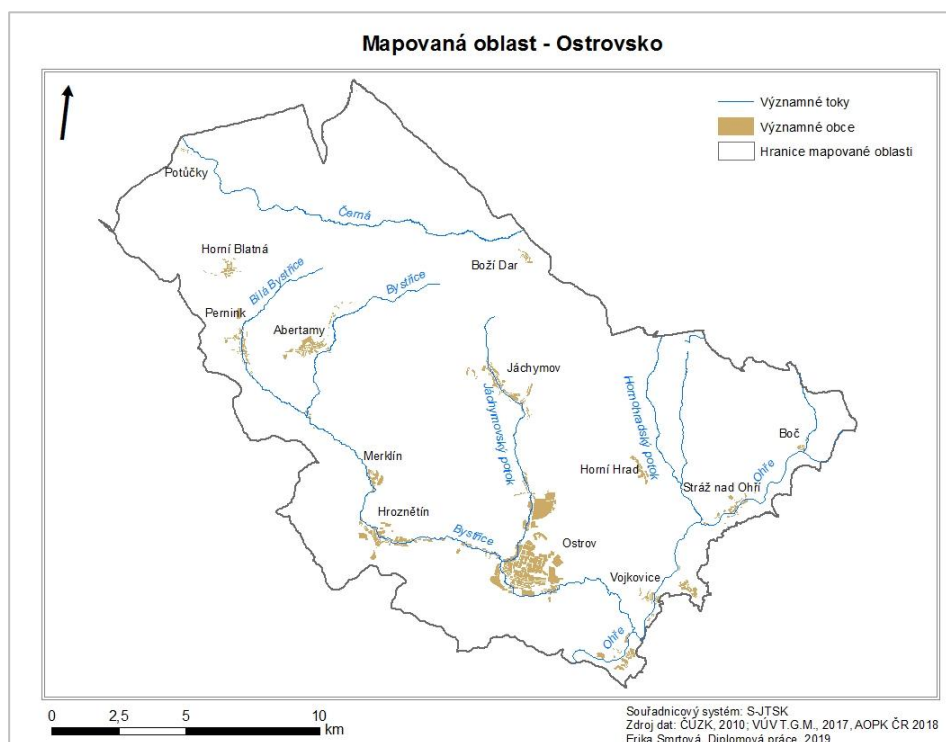 Mapovaná oblast - Ostrovsko
Významné toky
Významné obce
Hranice mapované oblasti
Potůčky
Černá
Horní Blatná
Boží Dar
Bílá Bystřice
Bystřice
Pernink
Abertamy
Jáchymov
Jáchymovský potok
Hornohradský potok
Boč
Merklín
Horní Hrad
Ohře
Stráž nad Ohří
Hroznětín
Bystřice
Ostrov
Vojkovice
Ohře
0 2,5 5 10
km
Souřadnicový systém: S-JTSK
Zdroj dat: ČÚZK, 2010; VÚV T.G.M., 2017, AOPK ČR 2018
Erika Smrtová, Diplomová práce, 2019